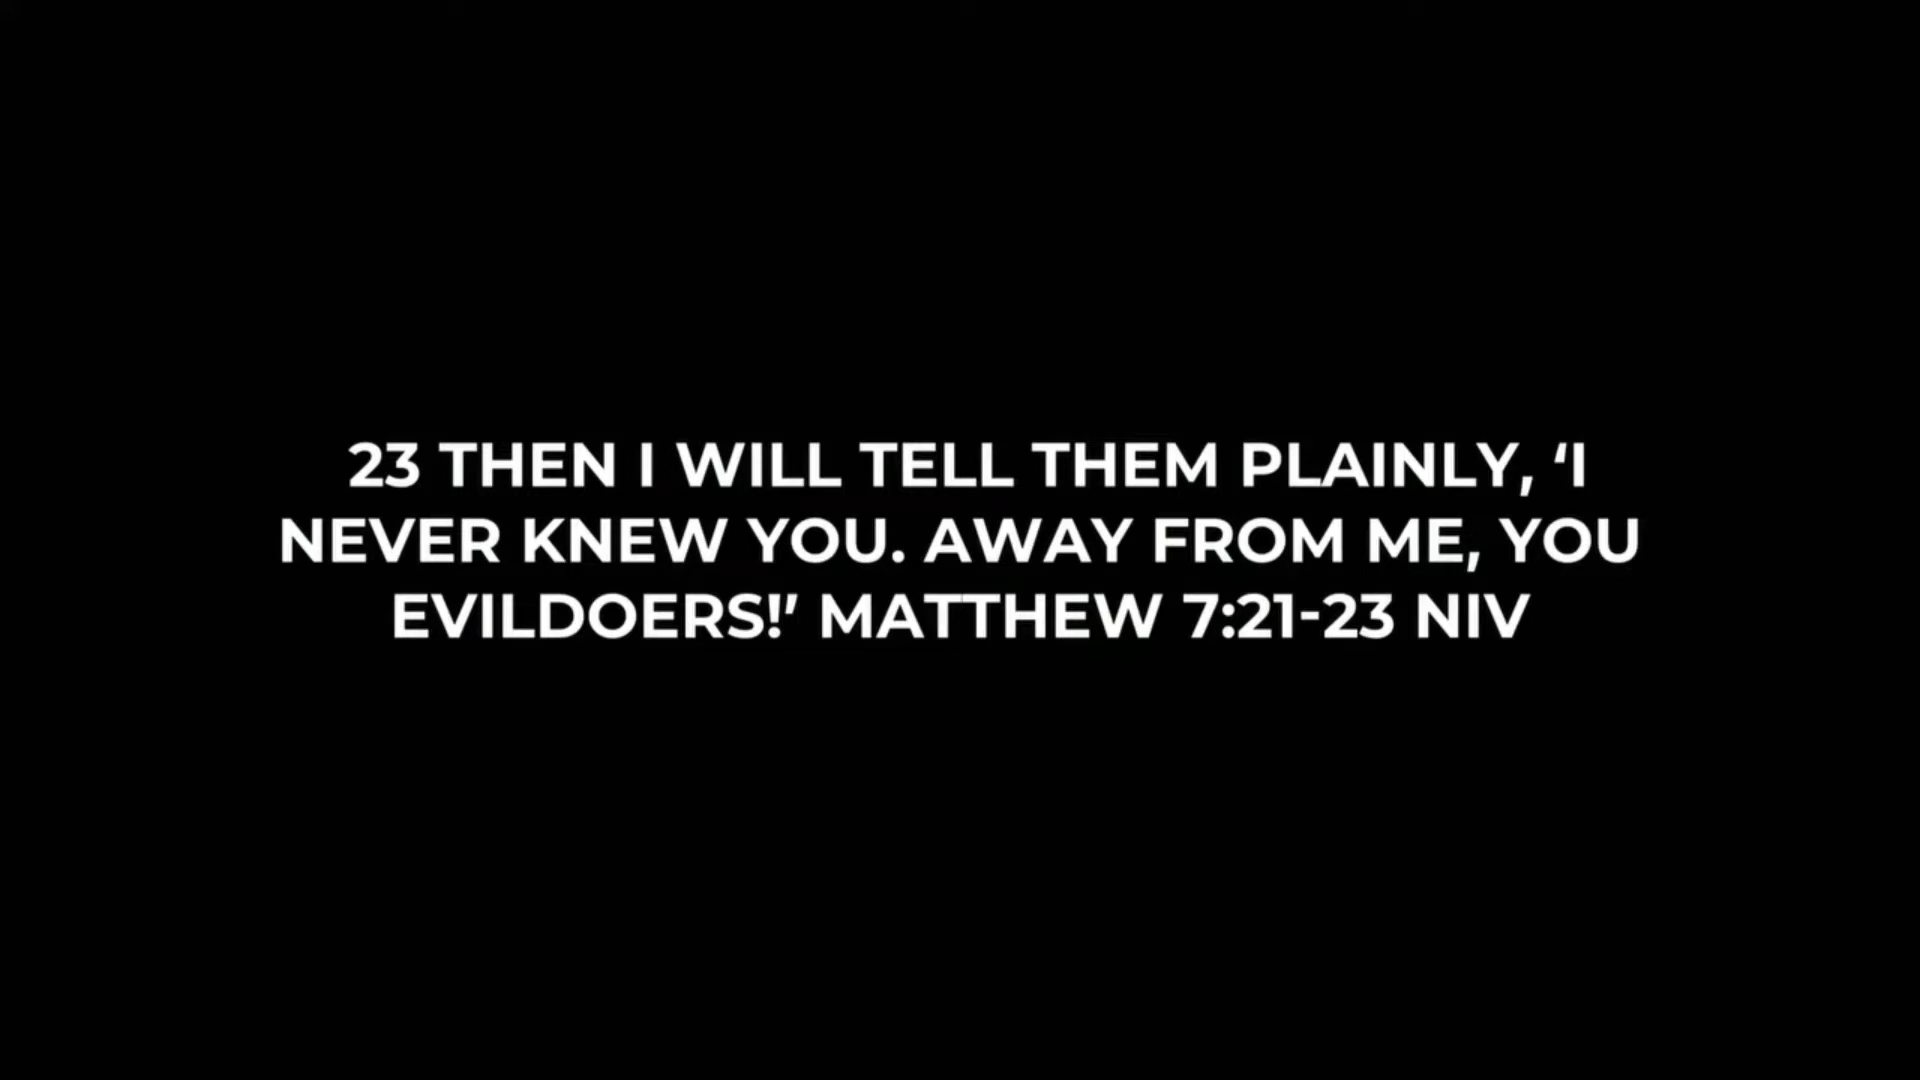 23 THEN I WILL TELL THEM PLAINLY, ‘I
NEVER KNEW YOU. AWAY FROM ME, YOU
EVILDOERS!’ MATTHEW 7:21-23 NIV